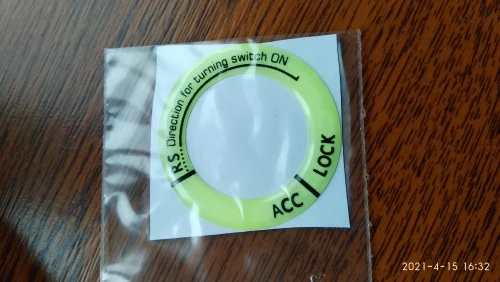 R.S. Direction for turning switch ON
LOCK
ACC
2021-4-15 16:32